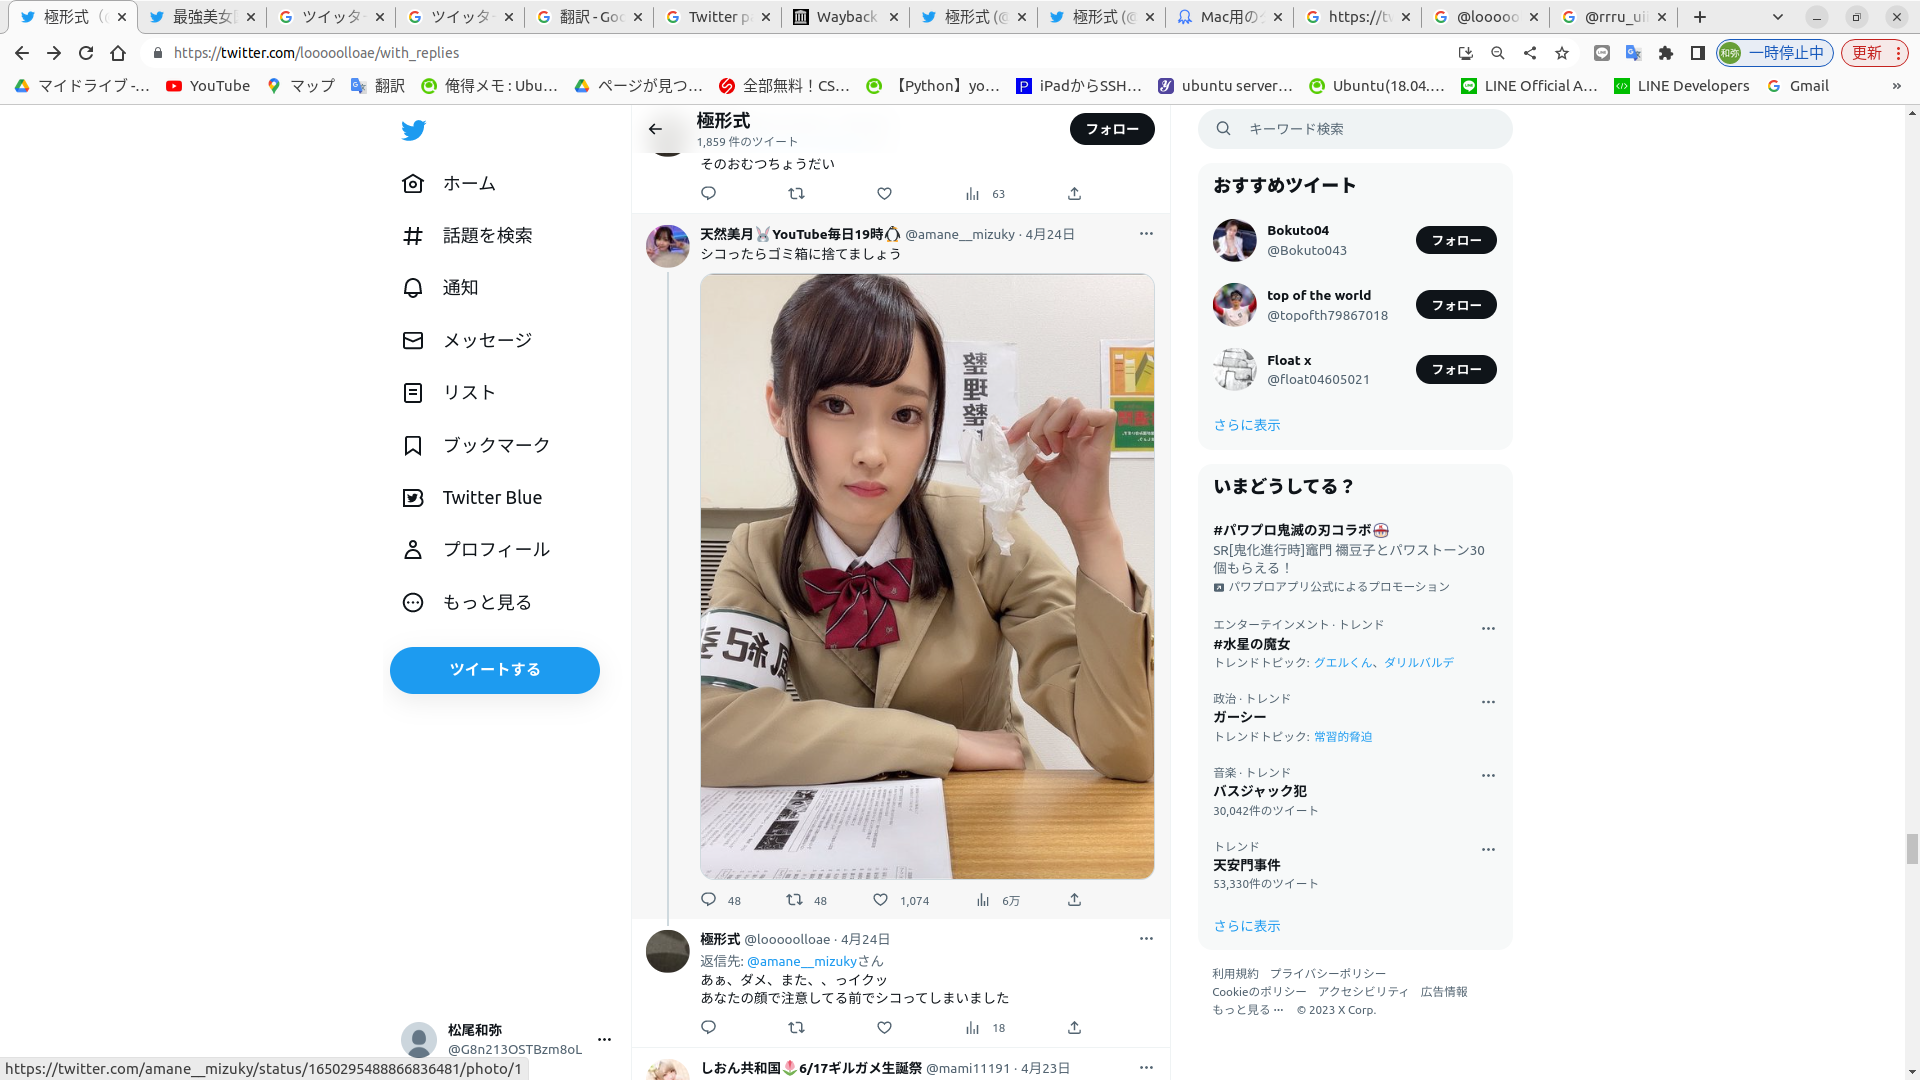 極形式 (
最強美女
ツイッター
ツイッター
翻訳 - Goo
Twitter p
Wayback
極形式 (@
極形式 (@
Mac用の
https://tw
@looooo
@rrru_ui
https://twitter.com/looooolloae/with_replies
一時停止中
更新
マイドライブ -...
YouTube
マップ
翻訳
俺得メモ : Ubu...
ページが見つ...
全部無料！CS...
【Python】yo...
iPadからSSH...
ubuntu server...
Ubuntu(18.04....
LINE Official A...
LINE Developers
Gmail
»
ホーム
話題を検索
通知
メッセージ
リスト
ブックマーク
Twitter Blue
プロフィール
もっと見る
ツイートする
松尾和弥
@G8n213OSTBzm8oL
https://twitter.com/amane__mizuky/status/1650295488866836481/photo/1
極形式
1,859 件のツイート
フォロー
そのおむつちょうだい
63
天然美月🐰YouTube毎日19時🐧 @amane__mizuky · 4月24日
シコったらゴミ箱に捨てましょう
整理整
風紀委
48
48
1,074
6万
極形式 @looooolloae · 4月24日
返信先: @amane__mizukyさん
あぁ、ダメ、また、、っイクッ
あなたの顔で注意してる前でシコってしまいました
18
しおん共和国🌷6/17ギルガメ生誕祭 @mami11191 · 4月23日
キーワード検索
おすすめツイート
Bokuto04
@Bokuto043
フォロー
top of the world
@topofth79867018
フォロー
Float x
@float04605021
フォロー
さらに表示
いまどうしてる？
#パワプロ鬼滅の刃コラボ
SR[鬼化進行時]竈門 禰豆子とパワストーン30
個もらえる！
パワプロアプリ公式によるプロモーション
エンターテインメント · トレンド
#水星の魔女
トレンドトピック: グエルくん、ダリルバルデ
政治 · トレンド
ガーシー
トレンドトピック: 常習的脅迫
音楽 · トレンド
バスジャック犯
30,042件のツイート
トレンド
天安門事件
53,330件のツイート
さらに表示
利用規約 プライバシーポリシー
Cookieのポリシー アクセシビリティ 広告情報
もっと見る ··· © 2023 X Corp.